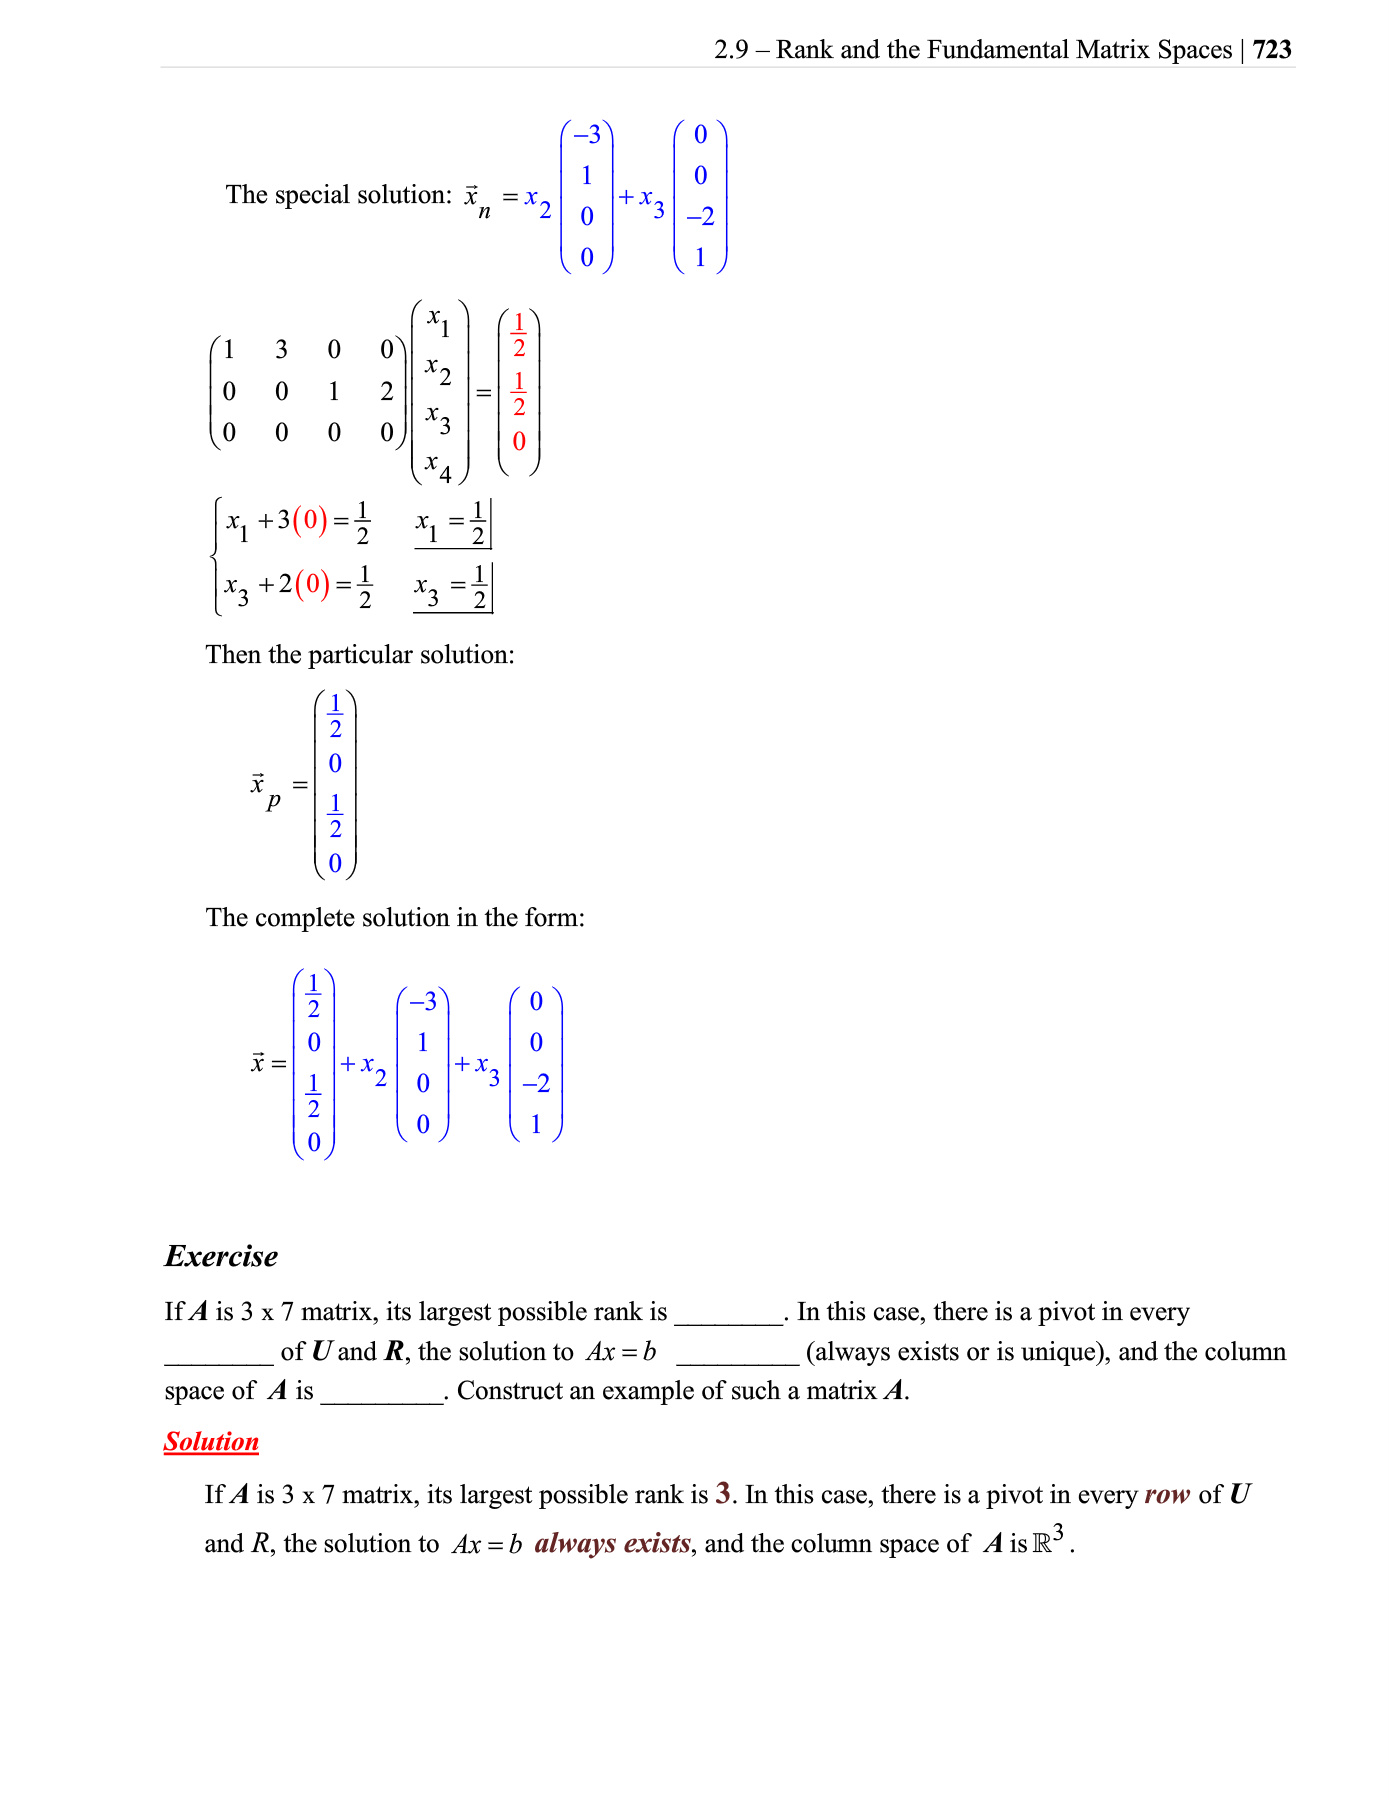 2.9 – Rank and the Fundamental Matrix Spaces | 723
The special solution: $\vec{x}_n = x_2 \begin{pmatrix} -3 \\ 1 \\ 0 \\ 0 \end{pmatrix} + x_3 \begin{pmatrix} 0 \\ 0 \\ -2 \\ 1 \end{pmatrix}$
$\begin{pmatrix} 1 & 3 & 0 & 0 \\ 0 & 0 & 1 & 2 \\ 0 & 0 & 0 & 0 \end{pmatrix} \begin{pmatrix} x_1 \\ x_2 \\ x_3 \\ x_4 \end{pmatrix} = \begin{pmatrix} \frac{1}{2} \\ \frac{1}{2} \\ 0 \end{pmatrix}$
$x_1 + 3(0) = \frac{1}{2} \quad x_1 = \frac{1}{2}$
$x_3 + 2(0) = \frac{1}{2} \quad x_3 = \frac{1}{2}$
Then the particular solution:
$\vec{x}_p = \begin{pmatrix} \frac{1}{2} \\ 0 \\ \frac{1}{2} \\ 0 \end{pmatrix}$
The complete solution in the form:
$\vec{x} = \begin{pmatrix} \frac{1}{2} \\ 0 \\ \frac{1}{2} \\ 0 \end{pmatrix} + x_2 \begin{pmatrix} -3 \\ 1 \\ 0 \\ 0 \end{pmatrix} + x_3 \begin{pmatrix} 0 \\ 0 \\ -2 \\ 1 \end{pmatrix}$
Exercise
If A is 3 x 7 matrix, its largest possible rank is ________. In this case, there is a pivot in every
________ of U and R, the solution to Ax = b _________ (always exists or is unique), and the column
space of A is _________. Construct an example of such a matrix A.
Solution
If A is 3 x 7 matrix, its largest possible rank is 3. In this case, there is a pivot in every row of U
and R, the solution to Ax = b always exists, and the column space of A is ℝ³.